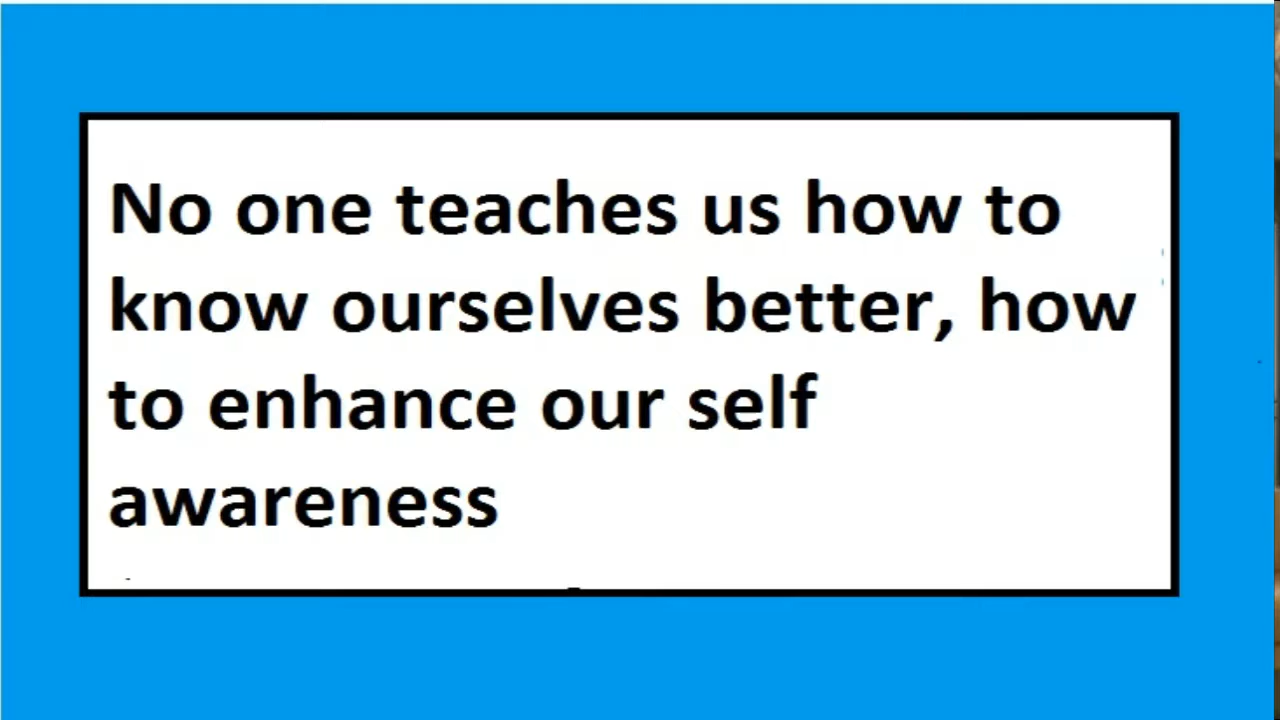 No one teaches us how to
know ourselves better, how
to enhance our self
awareness